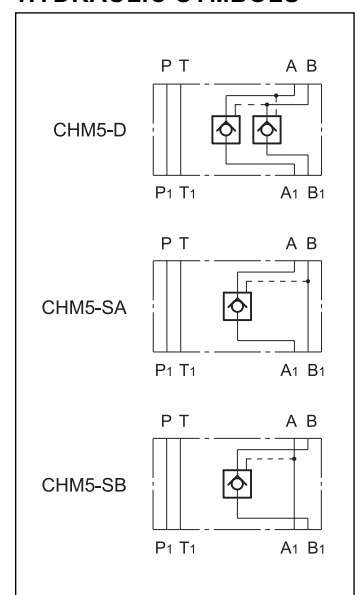 HYDRAULIC SYMBOLS
P T A B
CHM5-D
P1 T1 A1 B1
P T A B
CHM5-SA
P1 T1 A1 B1
P T A B
CHM5-SB
P1 T1 A1 B1